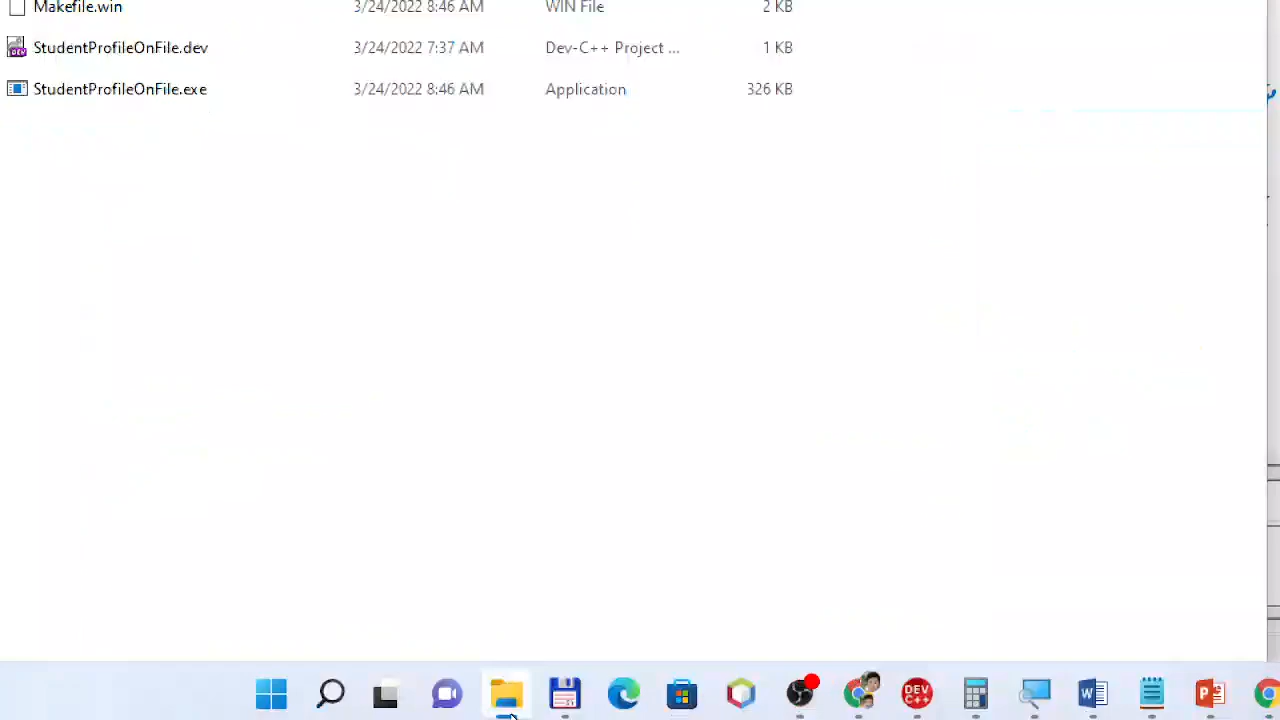 Makefile.win 3/24/2022 8:46 AM WIN File 2 KB
StudentProfileOnFile.dev 3/24/2022 7:37 AM Dev-C++ Project ... 1 KB
StudentProfileOnFile.exe 3/24/2022 8:46 AM Application 326 KB
DEV C++